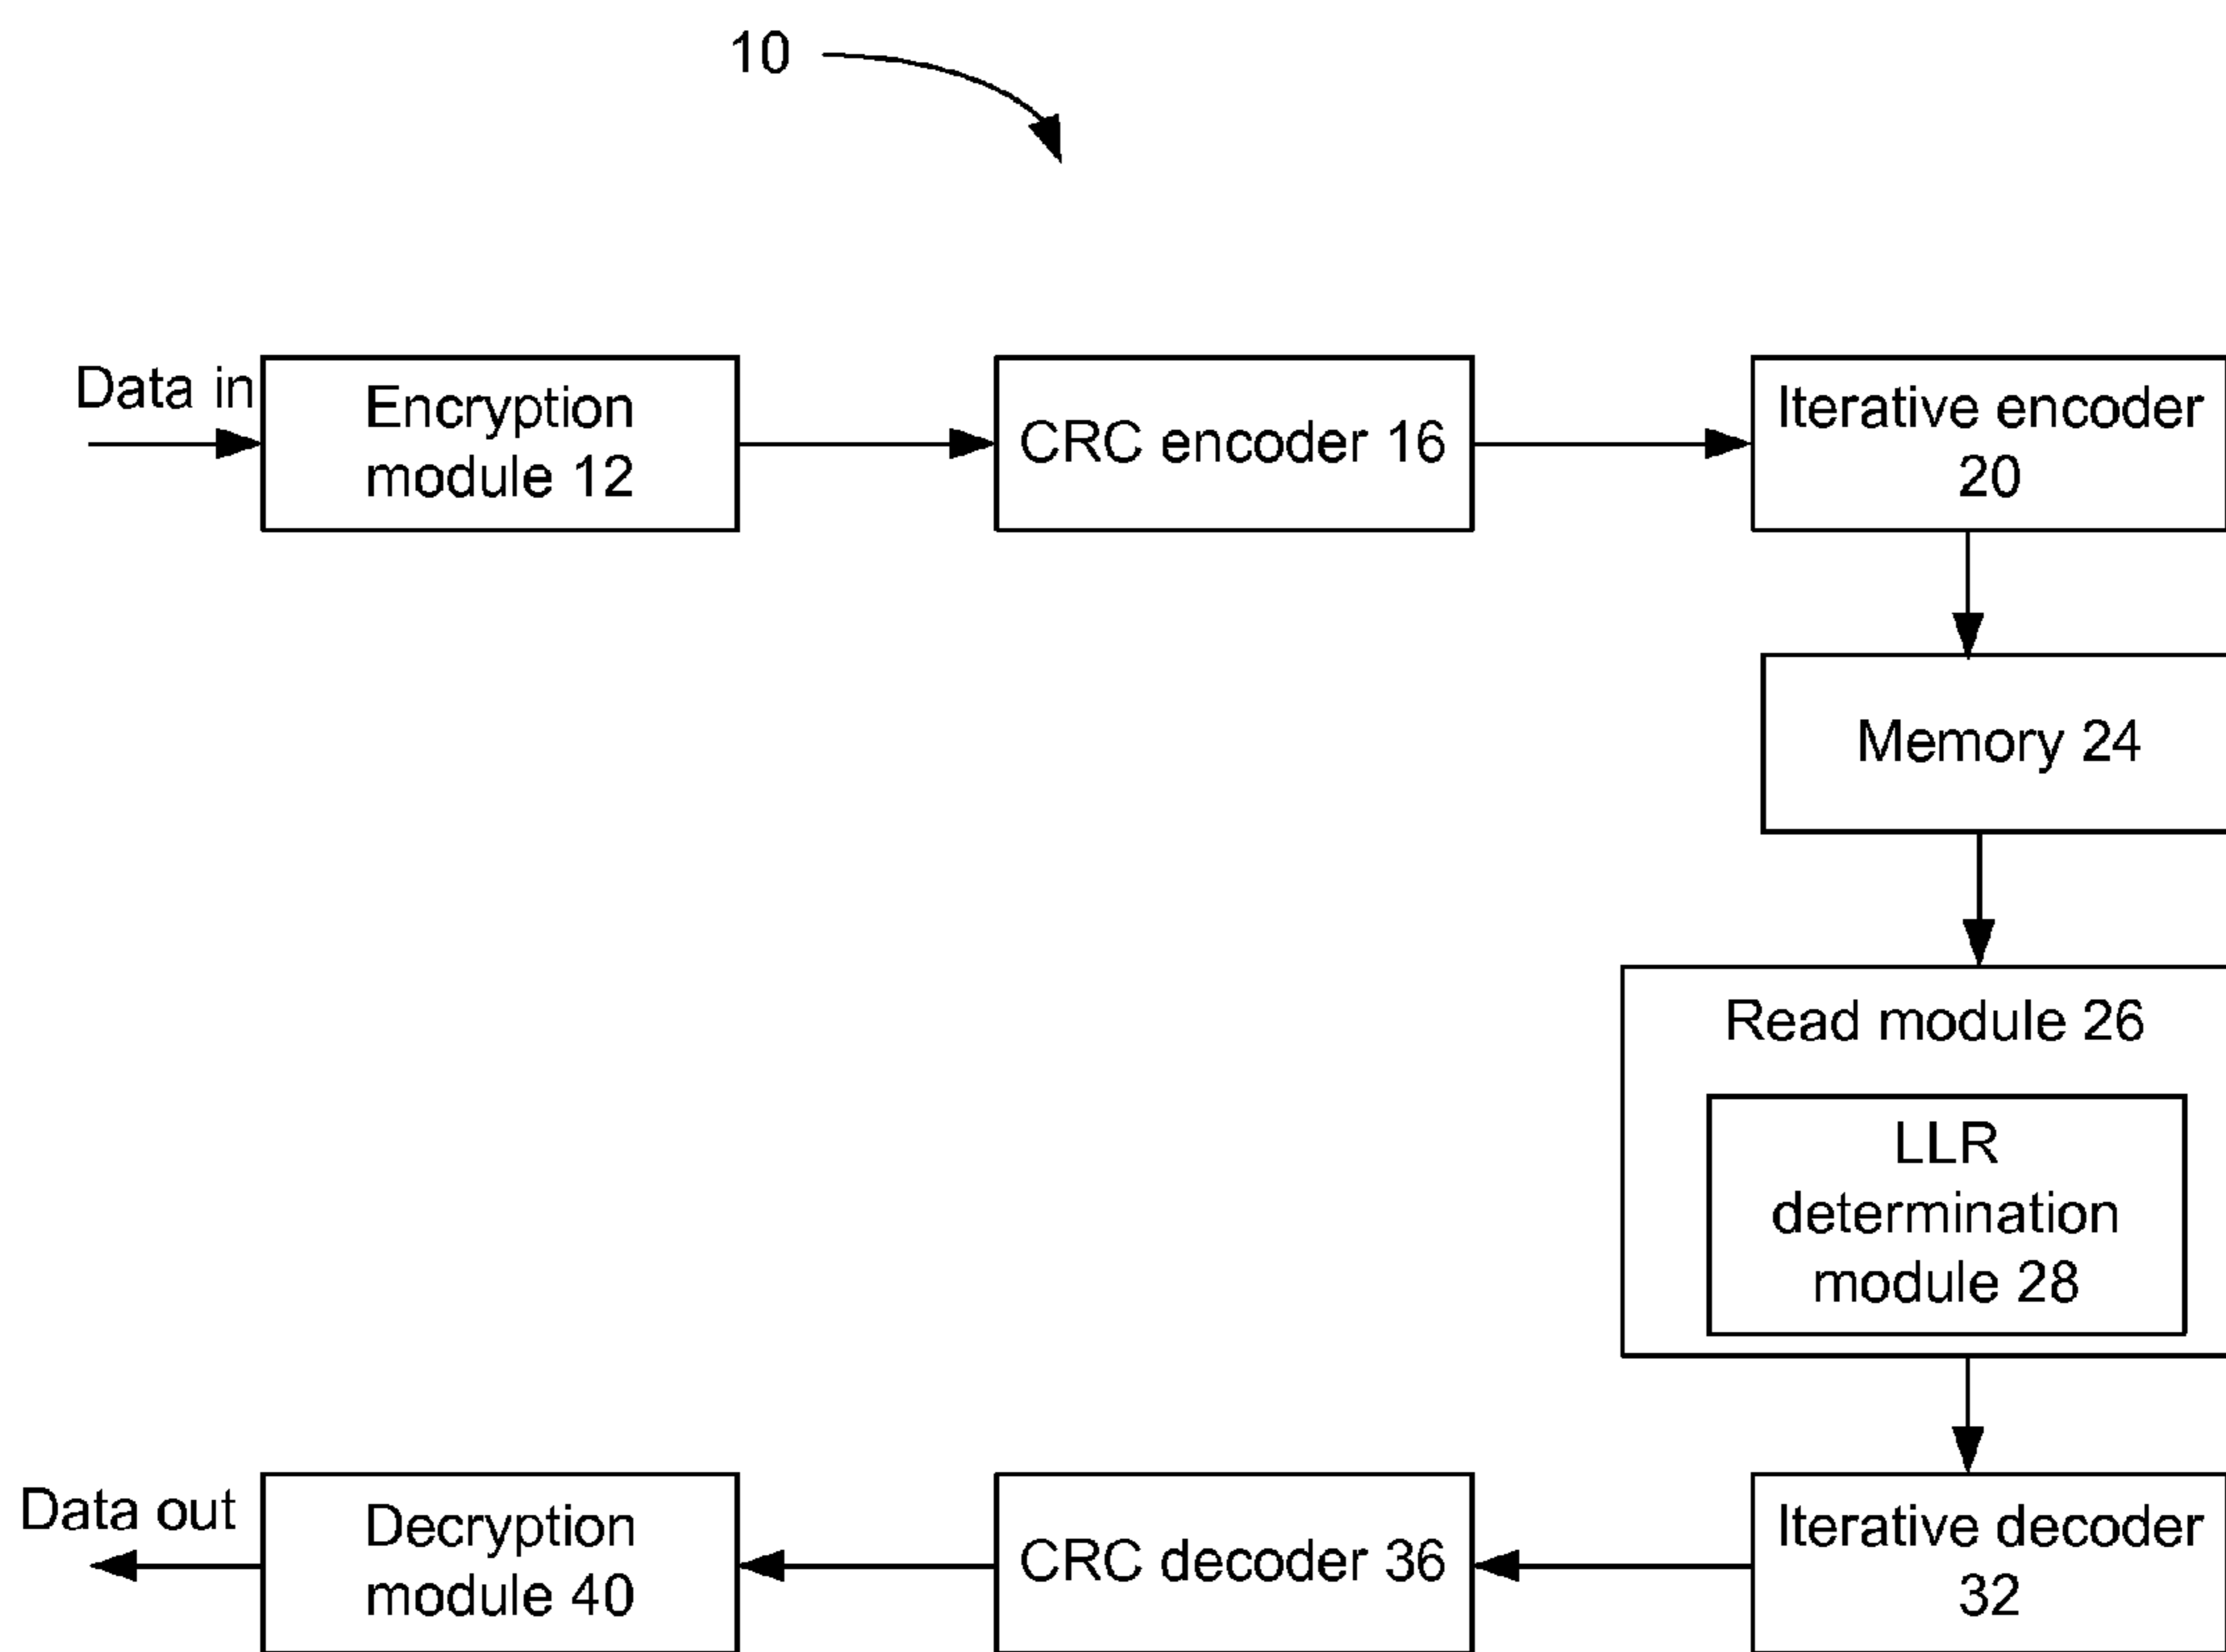 10
Data in
Encryption
module 12
CRC encoder 16
Iterative encoder
20
Memory 24
Read module 26
LLR
determination
module 28
Data out
Decryption
module 40
CRC decoder 36
Iterative decoder
32